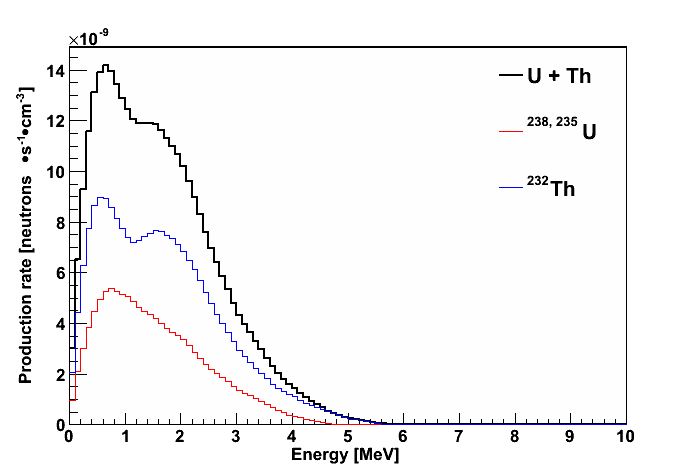 ×10⁻⁹
14
12
10
8
6
4
2
0
Production rate [neutrons •s⁻¹•cm⁻³]
U + Th
²³⁸, ²³⁵U
²³²Th
0 1 2 3 4 5 6 7 8 9 10
Energy [MeV]